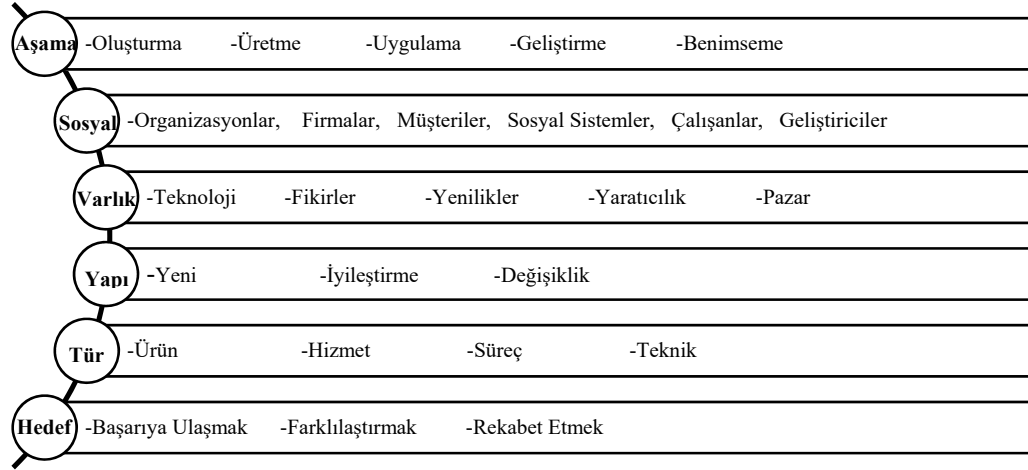 Aşama -Oluşturma -Üretme -Uygulama -Geliştirme -Benimseme
Sosyal -Organizasyonlar, Firmalar, Müşteriler, Sosyal Sistemler, Çalışanlar, Geliştiriciler
Varlık -Teknoloji -Fikirler -Yenilikler -Yaratıcılık -Pazar
Yapı -Yeni -İyileştirme -Değişiklik
Tür -Ürün -Hizmet -Süreç -Teknik
Hedef -Başarıya Ulaşmak -Farklılaştırmak -Rekabet Etmek